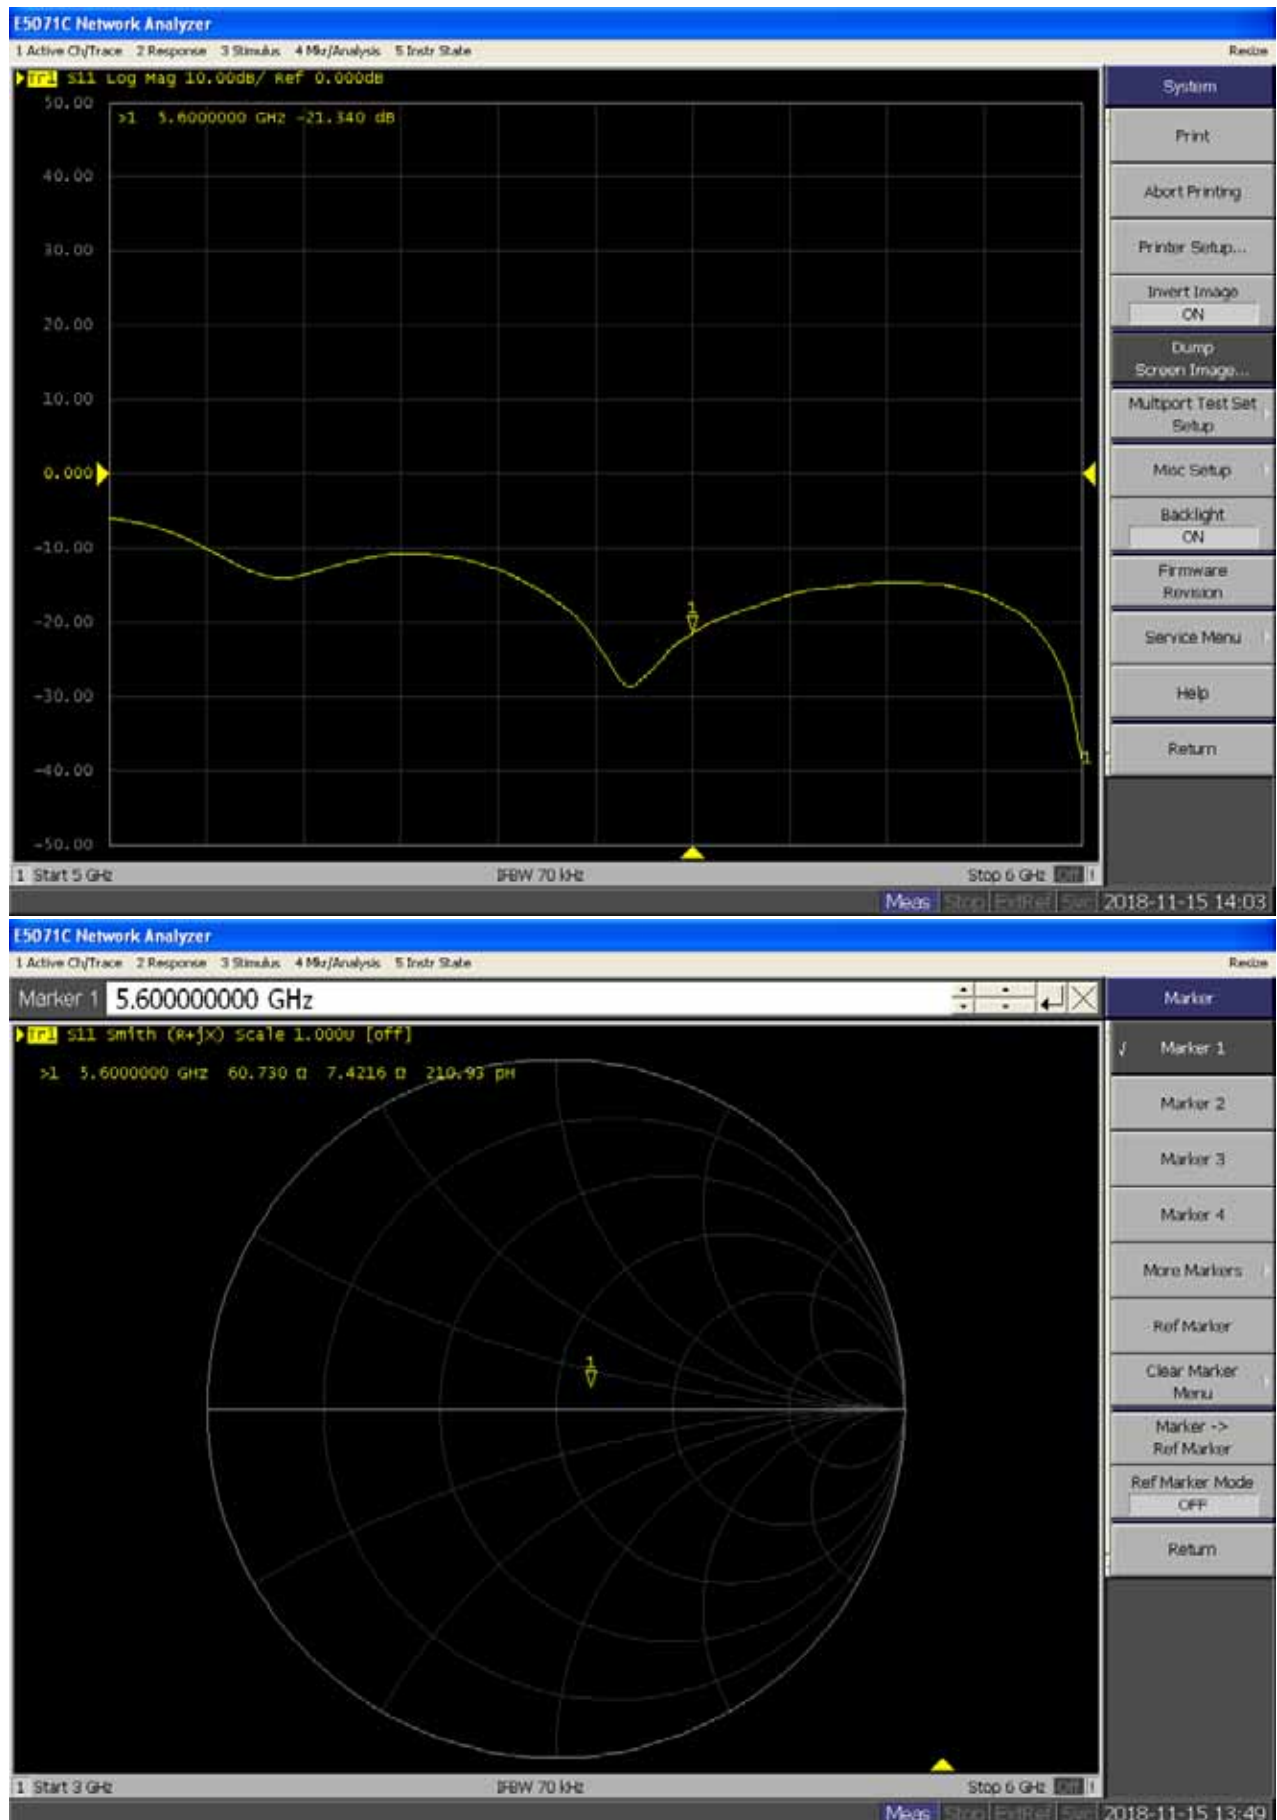 E5071C Network Analyzer
1 Active Ch/Trace 2 Response 3 Stimulus 4 Mkr/Analysis 5 Instr State Resize
Tr1 S11 Log Mag 10.00dB/ Ref 0.000dB
>1 5.6000000 GHz -21.340 dB
50.00
40.00
30.00
20.00
10.00
0.000
-10.00
-20.00
-30.00
-40.00
-50.00
1
1
System
Print
Abort Printing
Printer Setup...
Invert Image
ON
Dump
Screen Image...
Multiport Test Set
Setup
Misc Setup
Backlight
ON
Firmware
Revision
Service Menu
Help
Return
1 Start 5 GHz IFBW 70 kHz Stop 6 GHz Off !
Meas Stop ExtRef Svc 2018-11-15 14:03
E5071C Network Analyzer
1 Active Ch/Trace 2 Response 3 Stimulus 4 Mkr/Analysis 5 Instr State Resize
Marker 1 5.600000000 GHz
Tr1 S11 Smith (R+jX) Scale 1.000U [off]
>1 5.6000000 GHz 60.730 Ω 7.4216 Ω 210.93 pH
1
Marker
√ Marker 1
Marker 2
Marker 3
Marker 4
More Markers
Ref Marker
Clear Marker
Menu
Marker ->
Ref Marker
Ref Marker Mode
OFF
Return
1 Start 3 GHz IFBW 70 kHz Stop 6 GHz Off !
Meas Stop ExtRef Svc 2018-11-15 13:49